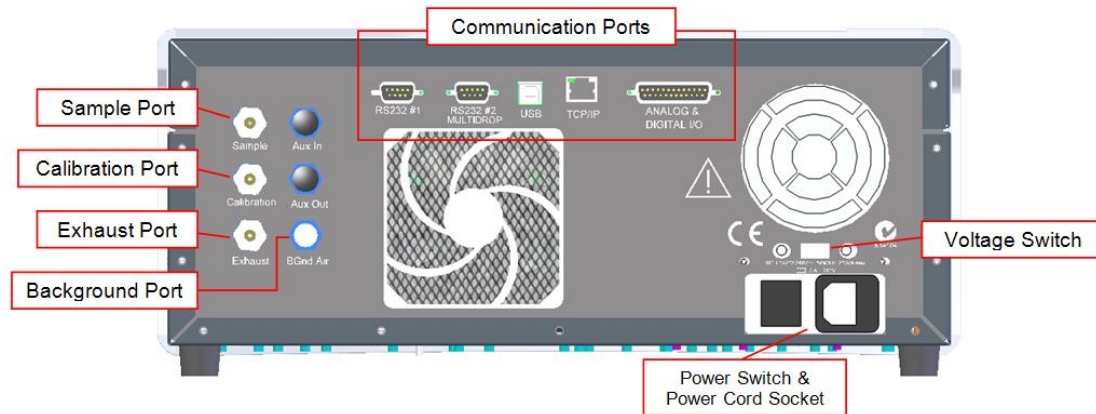 Communication Ports
Sample Port
Calibration Port
Exhaust Port
Background Port
Sample
Aux In
Calibration
Aux Out
Exhaust
BGnd Air
RS232 #1
RS232 #2
MULTIDROP
USB
TCP/IP
ANALOG &
DIGITAL I/O
CE
Voltage Switch
Power Switch &
Power Cord Socket